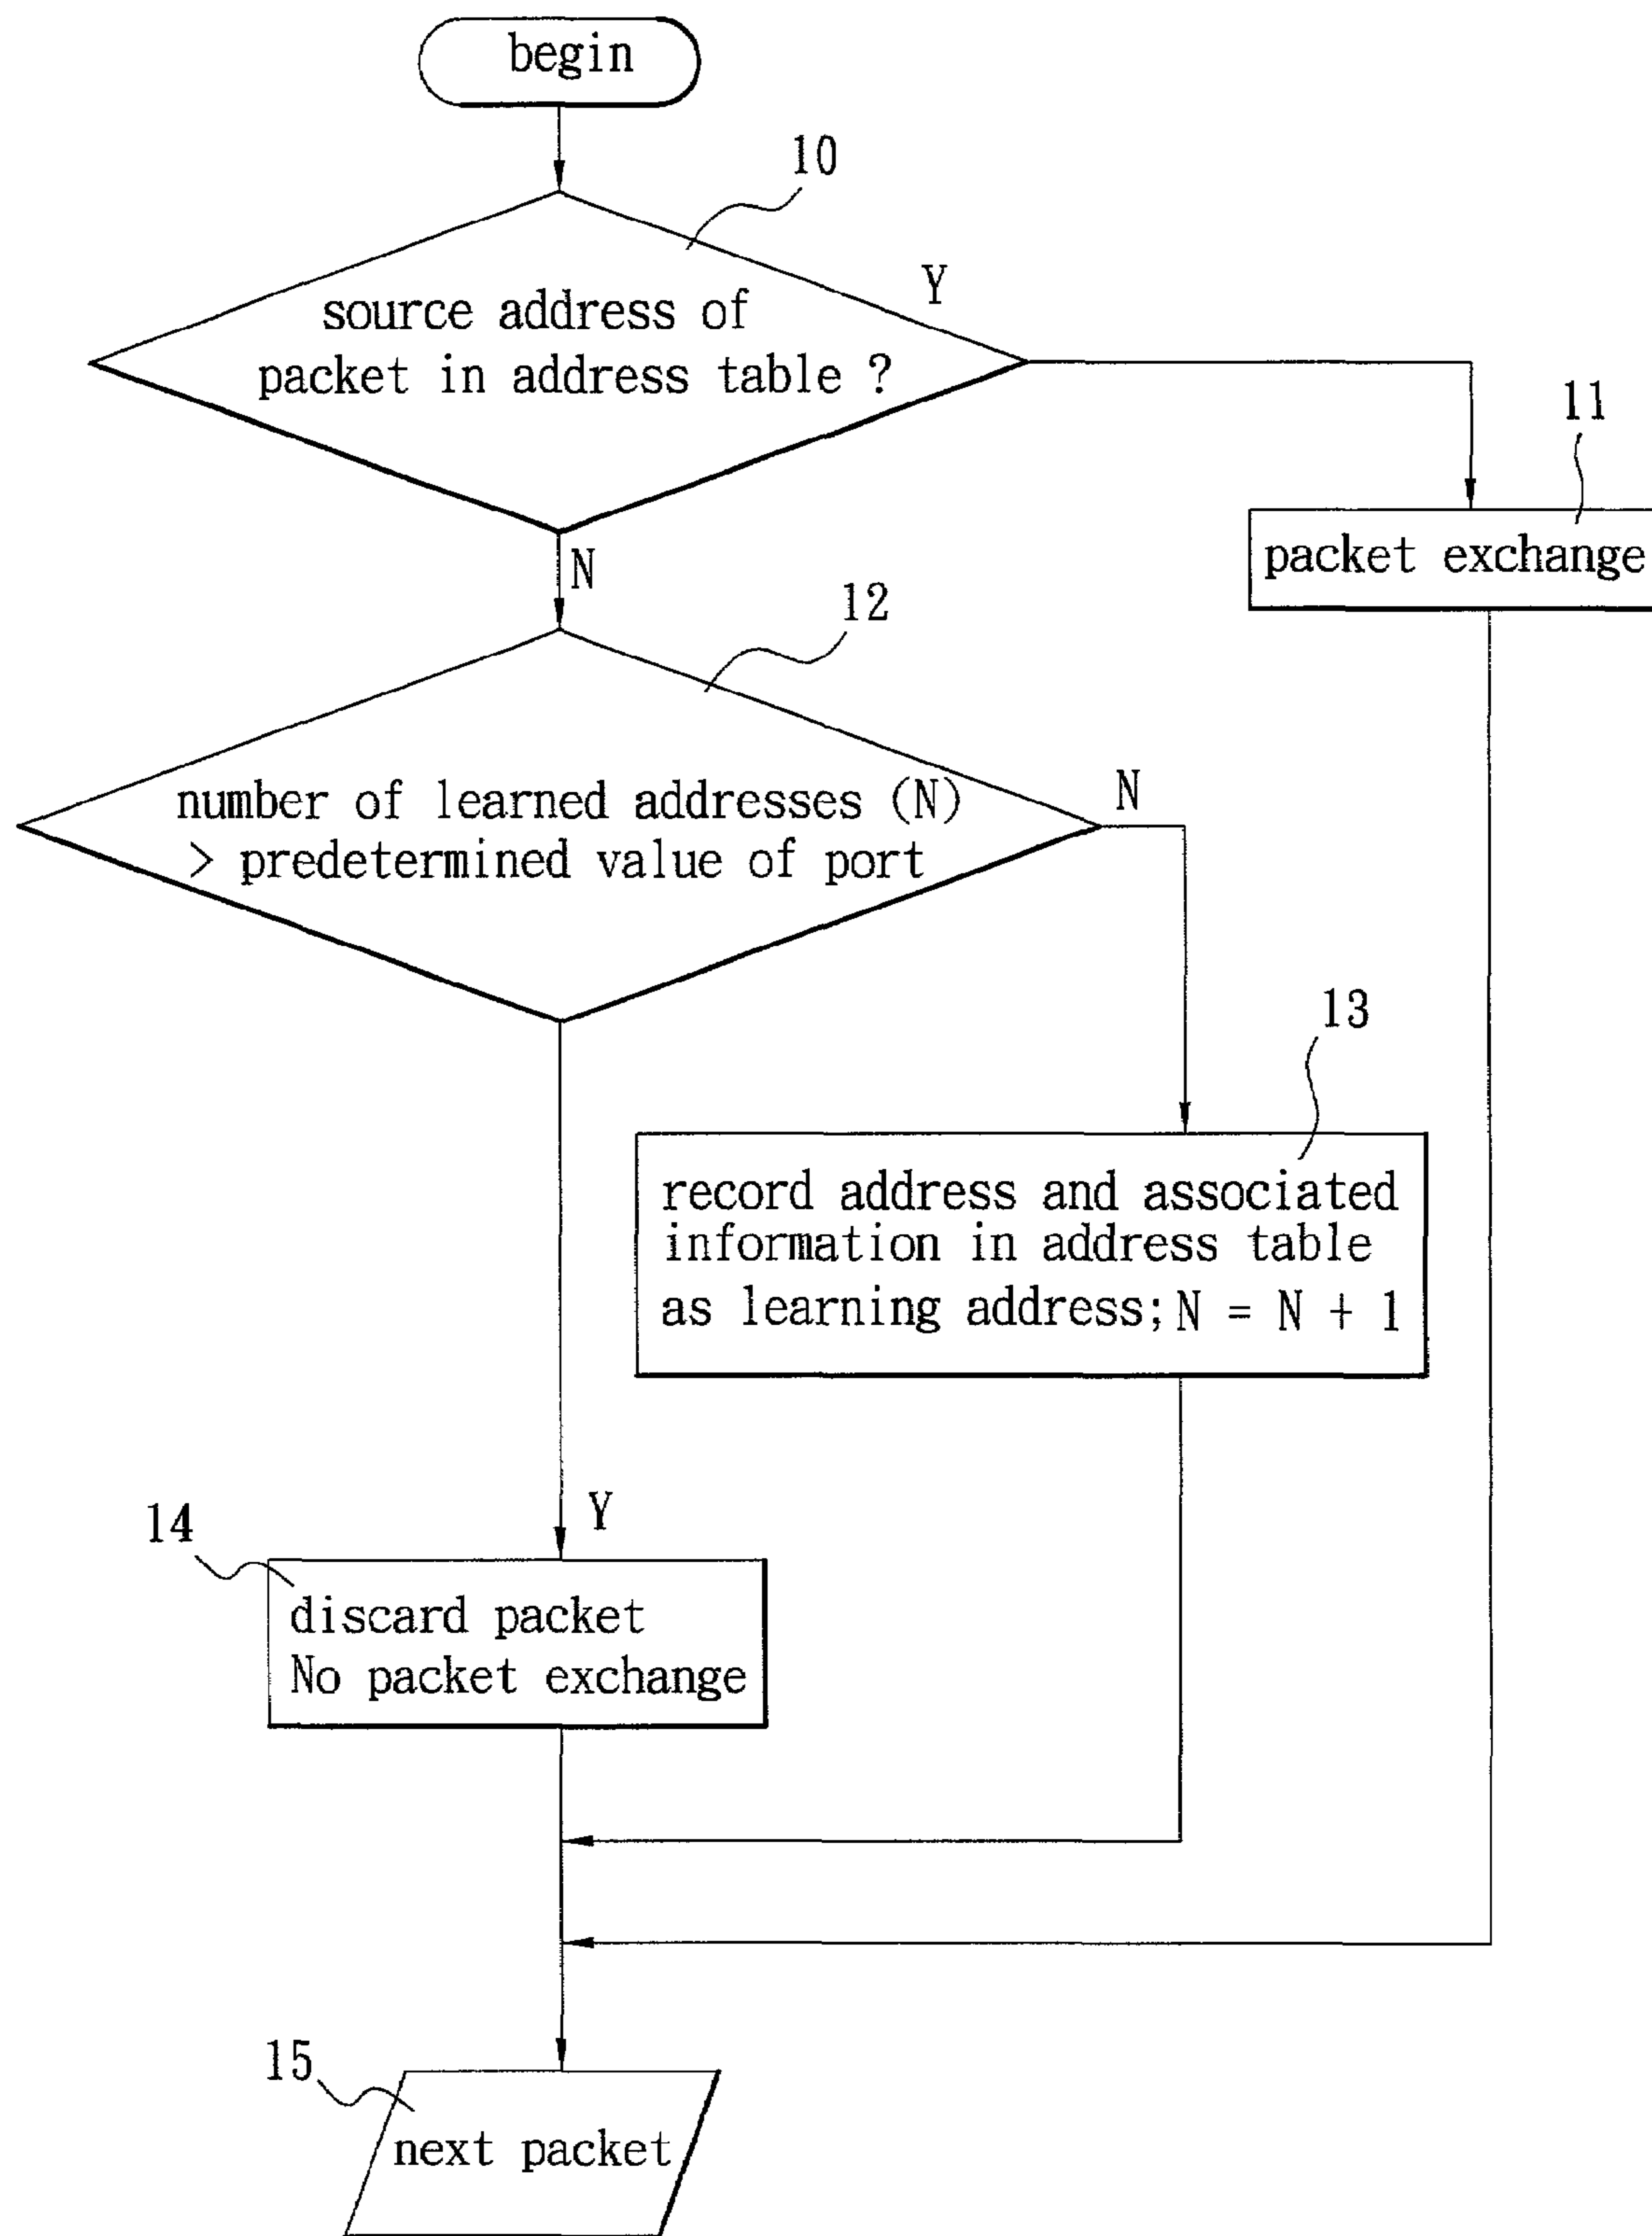 begin
10
Y
source address of
packet in address table ?
11
packet exchange
N
12
number of learned addresses (N)
> predetermined value of port
N
13
record address and associated
information in address table
as learning address; N = N + 1
14
Y
discard packet
No packet exchange
15
next packet